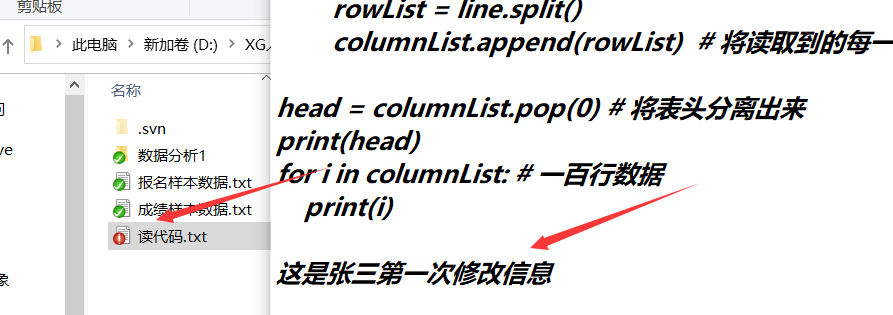 剪贴板
此电脑 › 新加卷 (D:) › XG
名称
.svn
数据分析1
报名样本数据.txt
成绩样本数据.txt
读代码.txt
象
ve
rowList = line.split()
columnList.append(rowList) # 将读取到的每一
head = columnList.pop(0) # 将表头分离出来
print(head)
for i in columnList: # 一百行数据
print(i)
这是张三第一次修改信息